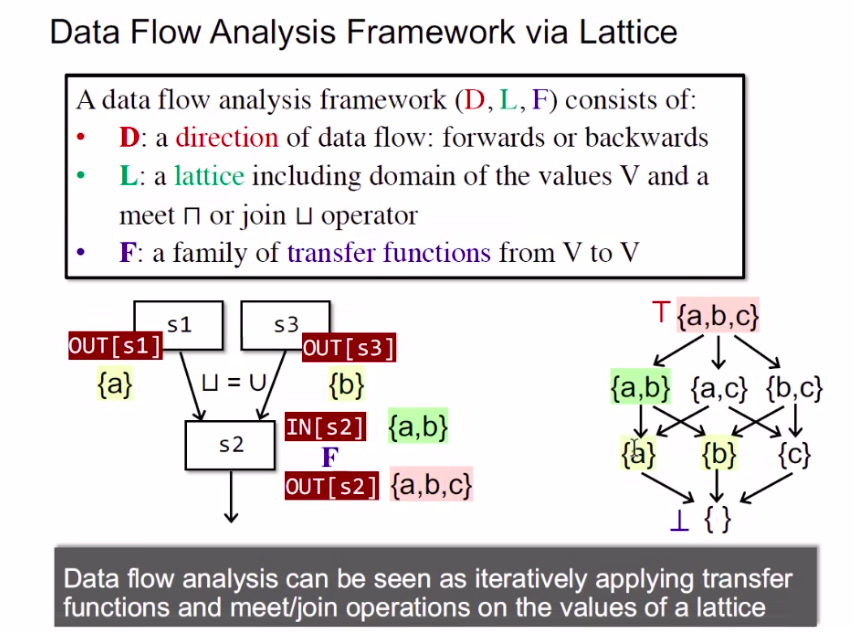 Data Flow Analysis Framework via Lattice
A data flow analysis framework (D, L, F) consists of:
• D: a direction of data flow: forwards or backwards
• L: a lattice including domain of the values V and a
meet ⊓ or join ⊔ operator
• F: a family of transfer functions from V to V
s1 s3
OUT[s1] OUT[s3]
{a} ⊔ = ∪ {b}
s2
IN[s2] {a,b}
F
OUT[s2] {a,b,c}
⊤ {a,b,c}
{a,b} {a,c} {b,c}
{a} {b} {c}
⊥ { }
Data flow analysis can be seen as iteratively applying transfer
functions and meet/join operations on the values of a lattice